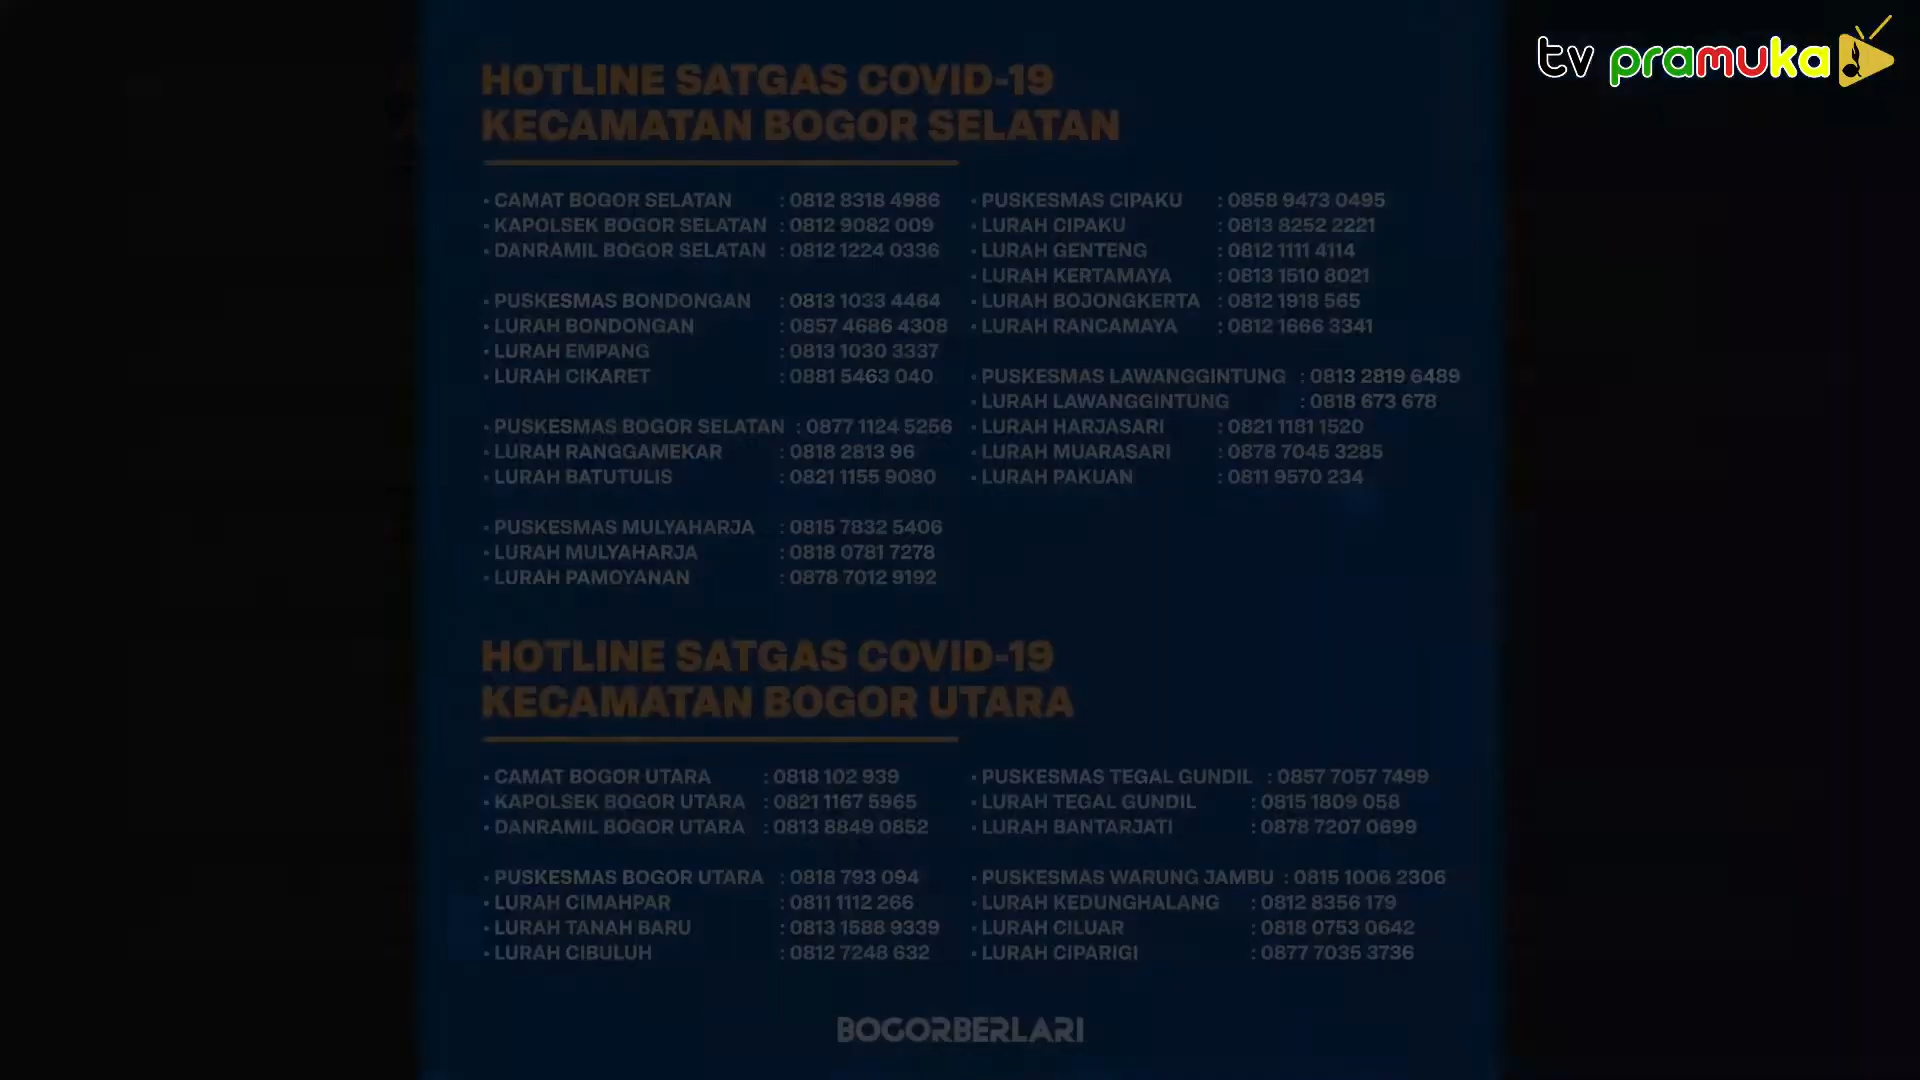 tv pramuka
HOTLINE SATGAS COVID-19
KECAMATAN BOGOR SELATAN
• CAMAT BOGOR SELATAN : 0812 8318 4986
• KAPOLSEK BOGOR SELATAN : 0812 9082 009
• DANRAMIL BOGOR SELATAN : 0812 1224 0336
• PUSKESMAS BONDONGAN : 0813 1033 4464
• LURAH BONDONGAN : 0857 4686 4308
• LURAH EMPANG : 0813 1030 3337
• LURAH CIKARET : 0881 5463 040
• PUSKESMAS BOGOR SELATAN : 0877 1124 5256
• LURAH RANGGAMEKAR : 0818 2813 96
• LURAH BATUTULIS : 0821 1155 9080
• PUSKESMAS MULYAHARJA : 0815 7832 5406
• LURAH MULYAHARJA : 0818 0781 7278
• LURAH PAMOYANAN : 0878 7012 9192
• PUSKESMAS CIPAKU : 0858 9473 0495
• LURAH CIPAKU : 0813 8252 2221
• LURAH GENTENG : 0812 1111 4114
• LURAH KERTAMAYA : 0813 1510 8021
• LURAH BOJONGKERTA : 0812 1918 565
• LURAH RANCAMAYA : 0812 1666 3341
• PUSKESMAS LAWANGGINTUNG : 0813 2819 6489
• LURAH LAWANGGINTUNG : 0818 673 678
• LURAH HARJASARI : 0821 1181 1520
• LURAH MUARASARI : 0878 7045 3285
• LURAH PAKUAN : 0811 9570 234
HOTLINE SATGAS COVID-19
KECAMATAN BOGOR UTARA
• CAMAT BOGOR UTARA : 0818 102 939
• KAPOLSEK BOGOR UTARA : 0821 1167 5965
• DANRAMIL BOGOR UTARA : 0813 8849 0852
• PUSKESMAS BOGOR UTARA : 0818 793 094
• LURAH CIMAHPAR : 0811 1112 266
• LURAH TANAH BARU : 0813 1588 9339
• LURAH CIBULUH : 0812 7248 632
• PUSKESMAS TEGAL GUNDIL : 0857 7057 7499
• LURAH TEGAL GUNDIL : 0815 1809 058
• LURAH BANTARJATI : 0878 7207 0699
• PUSKESMAS WARUNG JAMBU : 0815 1006 2306
• LURAH KEDUNGHALANG : 0812 8356 179
• LURAH CILUAR : 0818 0753 0642
• LURAH CIPARIGI : 0877 7035 3736
BOGORBERLARI